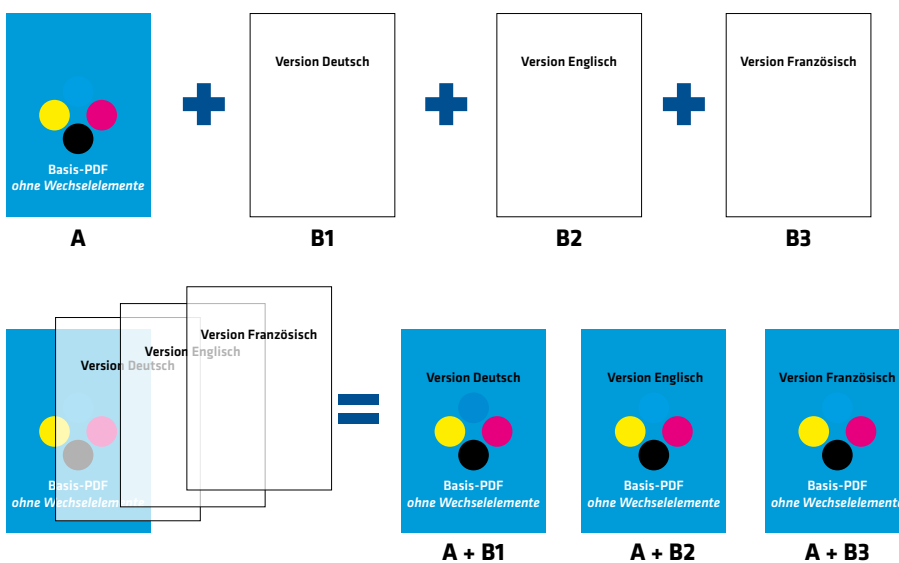 Version Deutsch
Version Englisch
Version Französisch
Basis-PDF
ohne Wechselelemente
A
B1
B2
B3
Version Französisch
Version Englisch
Version Deutsch
Basis-PDF
ohne Wechselelemente
Version Deutsch
Version Englisch
Version Französisch
Basis-PDF
ohne Wechselelemente
Basis-PDF
ohne Wechselelemente
Basis-PDF
ohne Wechselelemente
A + B1
A + B2
A + B3